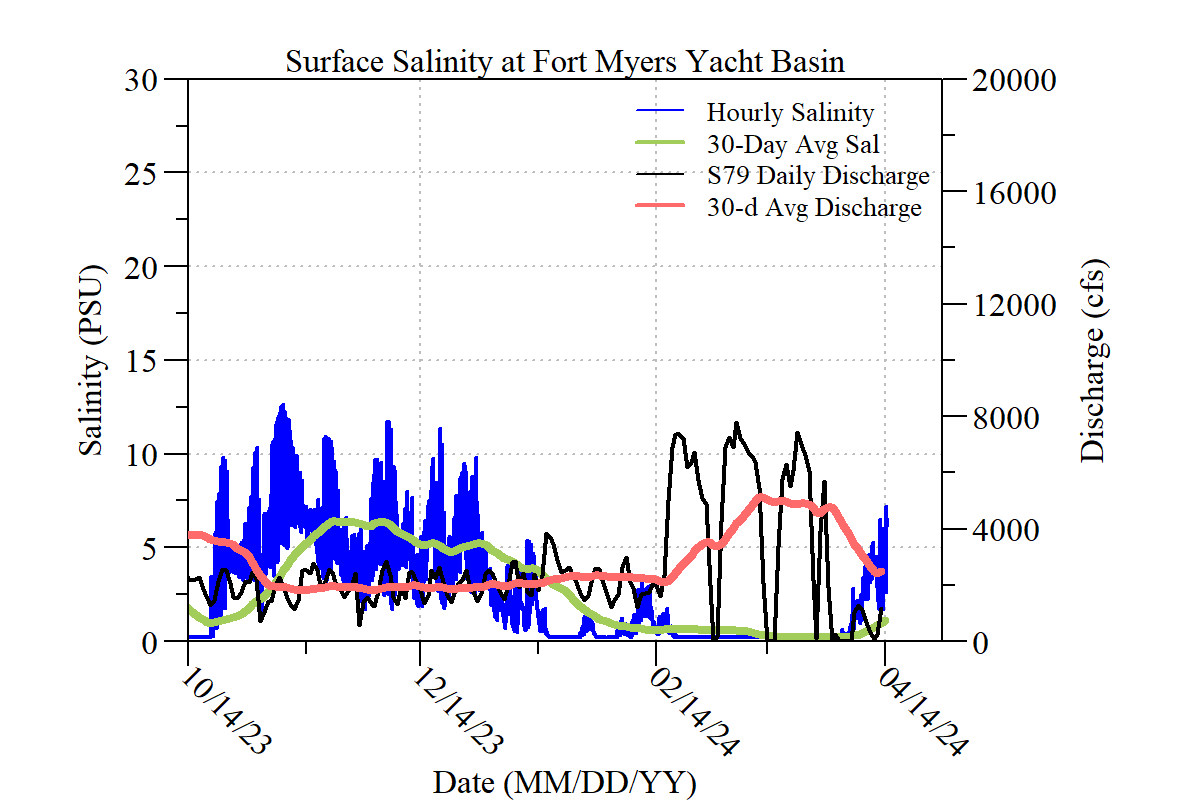 Surface Salinity at Fort Myers Yacht Basin
Hourly Salinity
30-Day Avg Sal
S79 Daily Discharge
30-d Avg Discharge
Salinity (PSU)
30
25
20
15
10
5
0
20000
16000
12000
8000
4000
0
Discharge (cfs)
10/14/23
12/14/23
02/14/24
04/14/24
Date (MM/DD/YY)